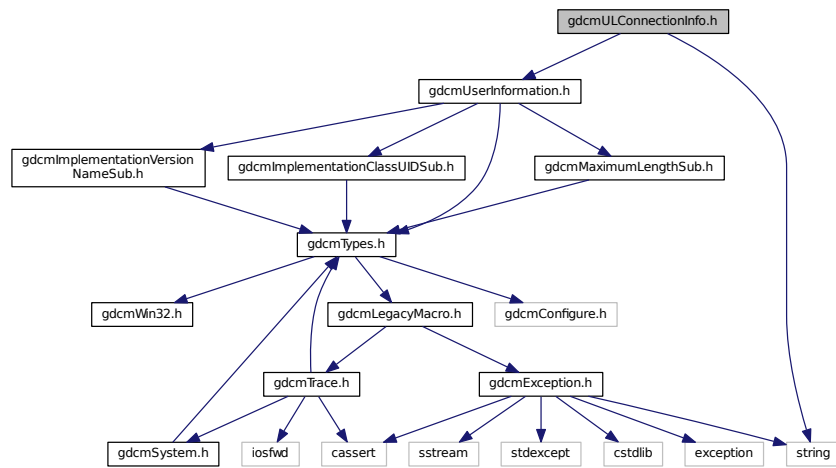 gdcmULConnectionInfo.h
gdcmUserInformation.h
gdcmImplementationVersion
NameSub.h
gdcmImplementationClassUIDSub.h
gdcmMaximumLengthSub.h
gdcmTypes.h
gdcmWin32.h
gdcmLegacyMacro.h
gdcmConfigure.h
gdcmTrace.h
gdcmException.h
gdcmSystem.h
iosfwd
cassert
sstream
stdexcept
cstdlib
exception
string